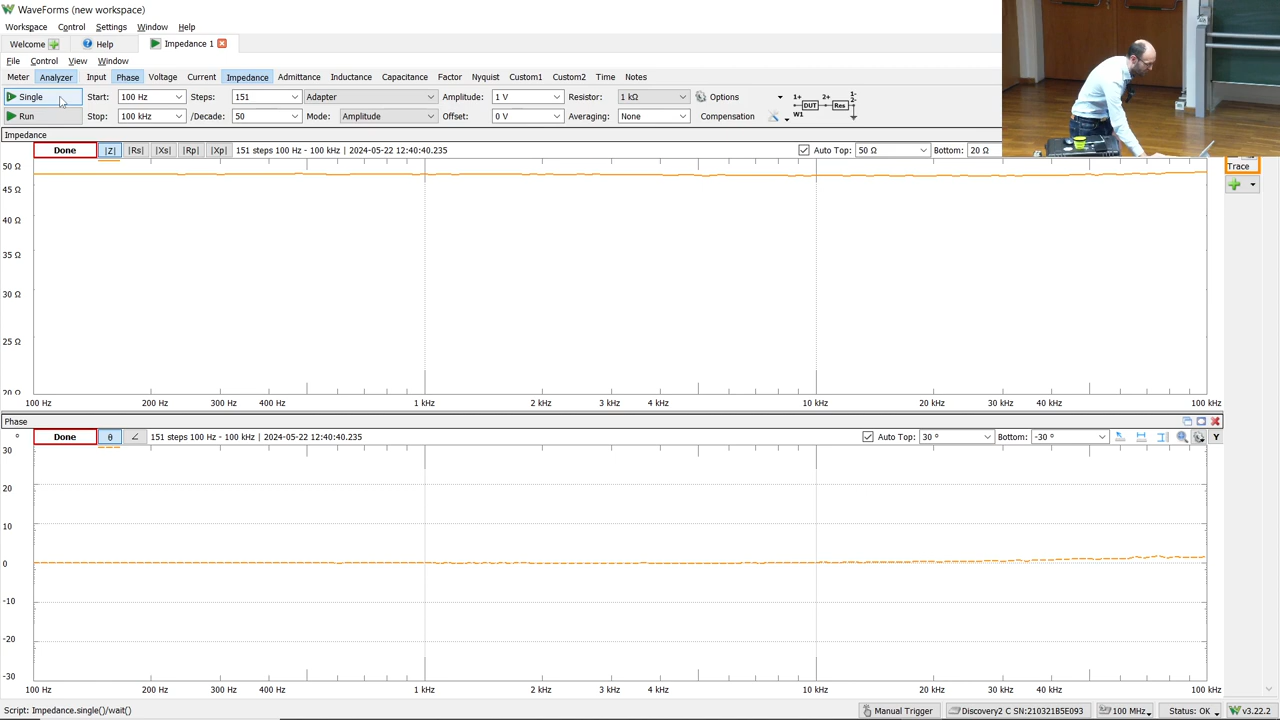 WaveForms (new workspace)
Workspace Control Settings Window Help
Welcome Help Impedance 1
File Control View Window
Meter Analyzer Input Phase Voltage Current Impedance Admittance Inductance Capacitance Factor Nyquist Custom1 Custom2 Time Notes
Single Start: 100 Hz Steps: 151 Adapter Amplitude: 1 V Resistor: 1 kΩ Options
Run Stop: 100 kHz /Decade: 50 Mode: Amplitude Offset: 0 V Averaging: None Compensation
1+ 2+ 1-
DUT Res 2-
W1
Impedance
Done |Z| |Rs| |Xs| |Rp| |Xp| 151 steps 100 Hz - 100 kHz | 2024-05-22 12:40:40.235 Auto Top: 50 Ω Bottom: 20 Ω
Trace
50 Ω
45 Ω
40 Ω
35 Ω
30 Ω
25 Ω
20 Ω
100 Hz 200 Hz 300 Hz 400 Hz 1 kHz 2 kHz 3 kHz 4 kHz 10 kHz 20 kHz 30 kHz 40 kHz 100 kHz
Phase
° Done θ ∠ 151 steps 100 Hz - 100 kHz | 2024-05-22 12:40:40.235 Auto Top: 30 ° Bottom: -30 ° Y
30
20
10
0
-10
-20
-30
100 Hz 200 Hz 300 Hz 400 Hz 1 kHz 2 kHz 3 kHz 4 kHz 10 kHz 20 kHz 30 kHz 40 kHz 100 kHz
Script: Impedance.single()/wait() Manual Trigger Discovery2 C SN:210321B5E093 100 MHz Status: OK v3.22.2